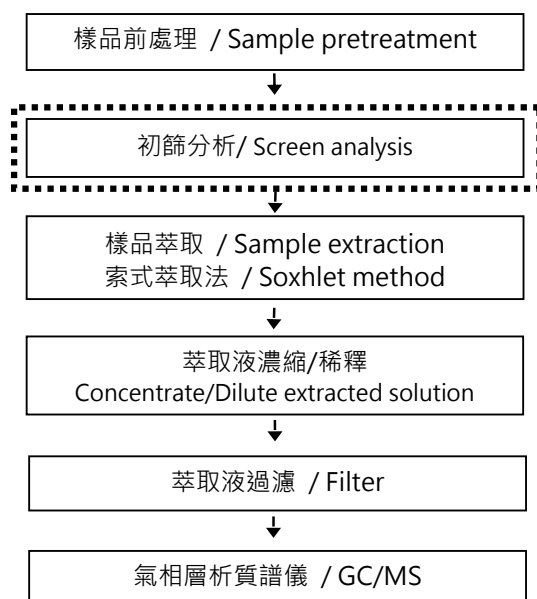 樣品前處理 / Sample pretreatment
初篩分析/ Screen analysis
樣品萃取 / Sample extraction
索式萃取法 / Soxhlet method
萃取液濃縮/稀釋
Concentrate/Dilute extracted solution
萃取液過濾 / Filter
氣相層析質譜儀 / GC/MS